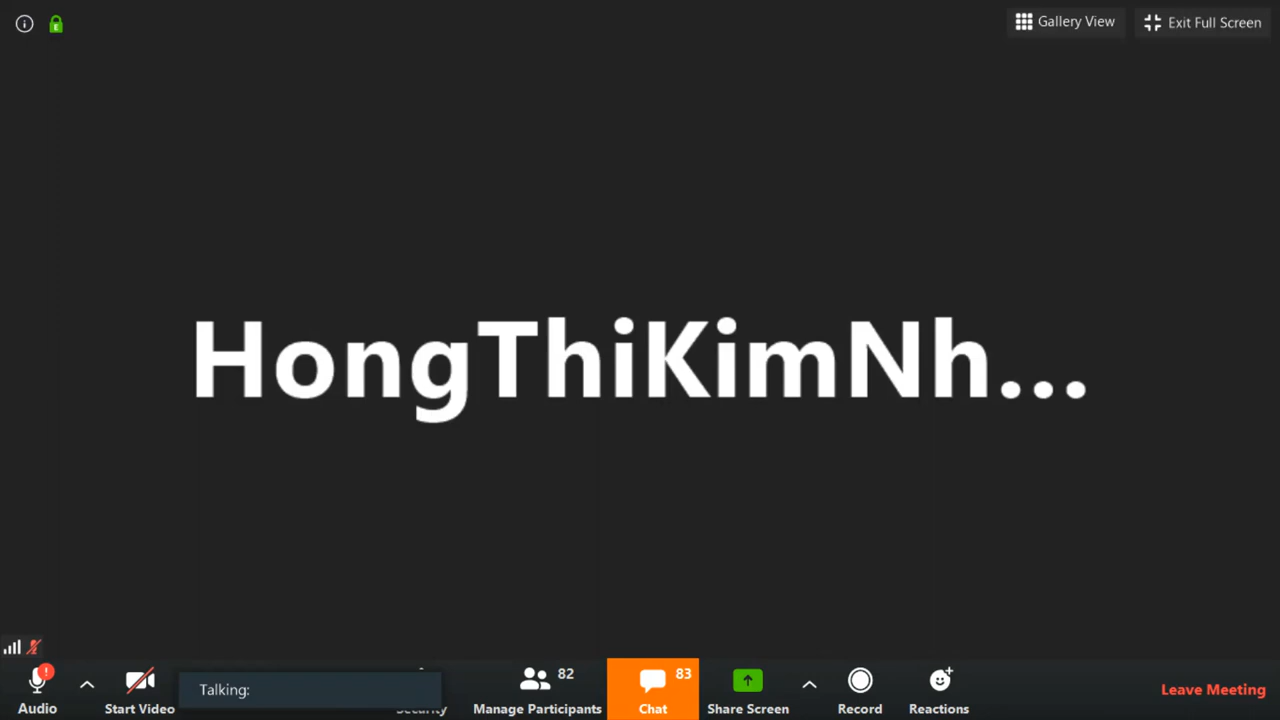 Gallery View
Exit Full Screen
HongThiKimNh...
Talking:
82
83
Audio
Start Video
Security
Manage Participants
Chat
Share Screen
Record
Reactions
Leave Meeting